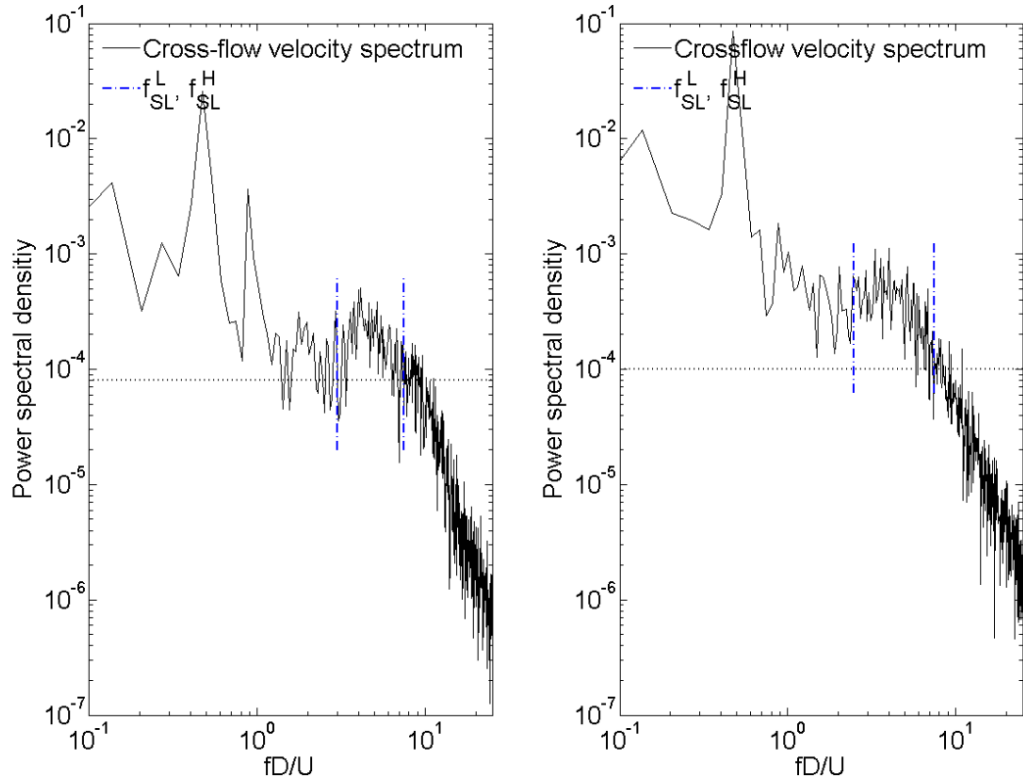 10^-1
10^-2
10^-3
10^-4
10^-5
10^-6
10^-7
Power spectral densitiy
Cross-flow velocity spectrum
f_SL^L, f_SL^H
10^-1 10^0 10^1
fD/U
10^-1
10^-2
10^-3
10^-4
10^-5
10^-6
10^-7
Power spectral densitiy
Crossflow velocity spectrum
f_SL^L, f_SL^H
10^-1 10^0 10^1
fD/U